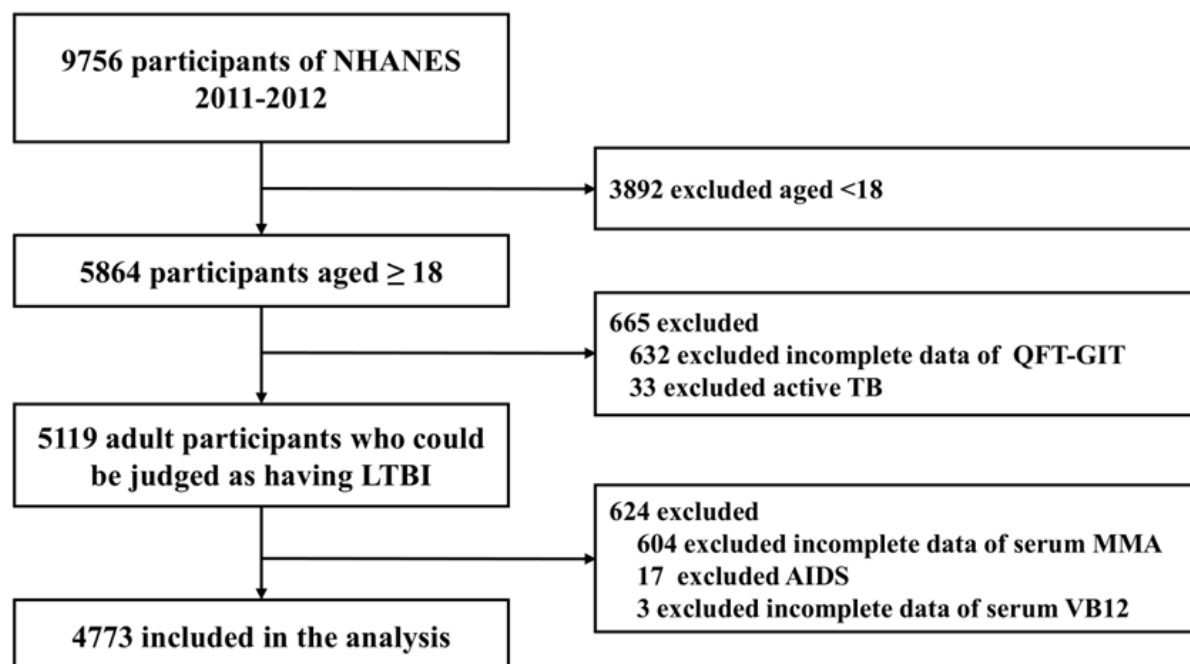 9756 participants of NHANES
2011-2012
3892 excluded aged <18
5864 participants aged ≥ 18
665 excluded
632 excluded incomplete data of QFT-GIT
33 excluded active TB
5119 adult participants who could
be judged as having LTBI
624 excluded
604 excluded incomplete data of serum MMA
17 excluded AIDS
3 excluded incomplete data of serum VB12
4773 included in the analysis